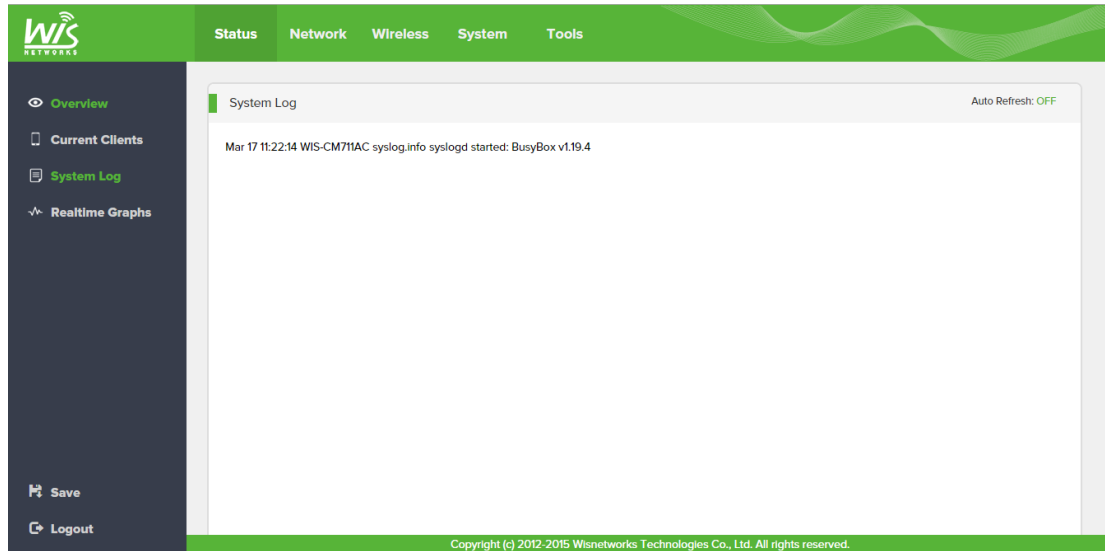 WiS
NETWORKS
Status Network Wireless System Tools
Overview
Current Clients
System Log
Realtime Graphs
Save
Logout
System Log Auto Refresh: OFF
Mar 17 11:22:14 WIS-CM711AC syslog.info syslogd started: BusyBox v1.19.4
Copyright (c) 2012-2015 Wisnetworks Technologies Co., Ltd. All rights reserved.